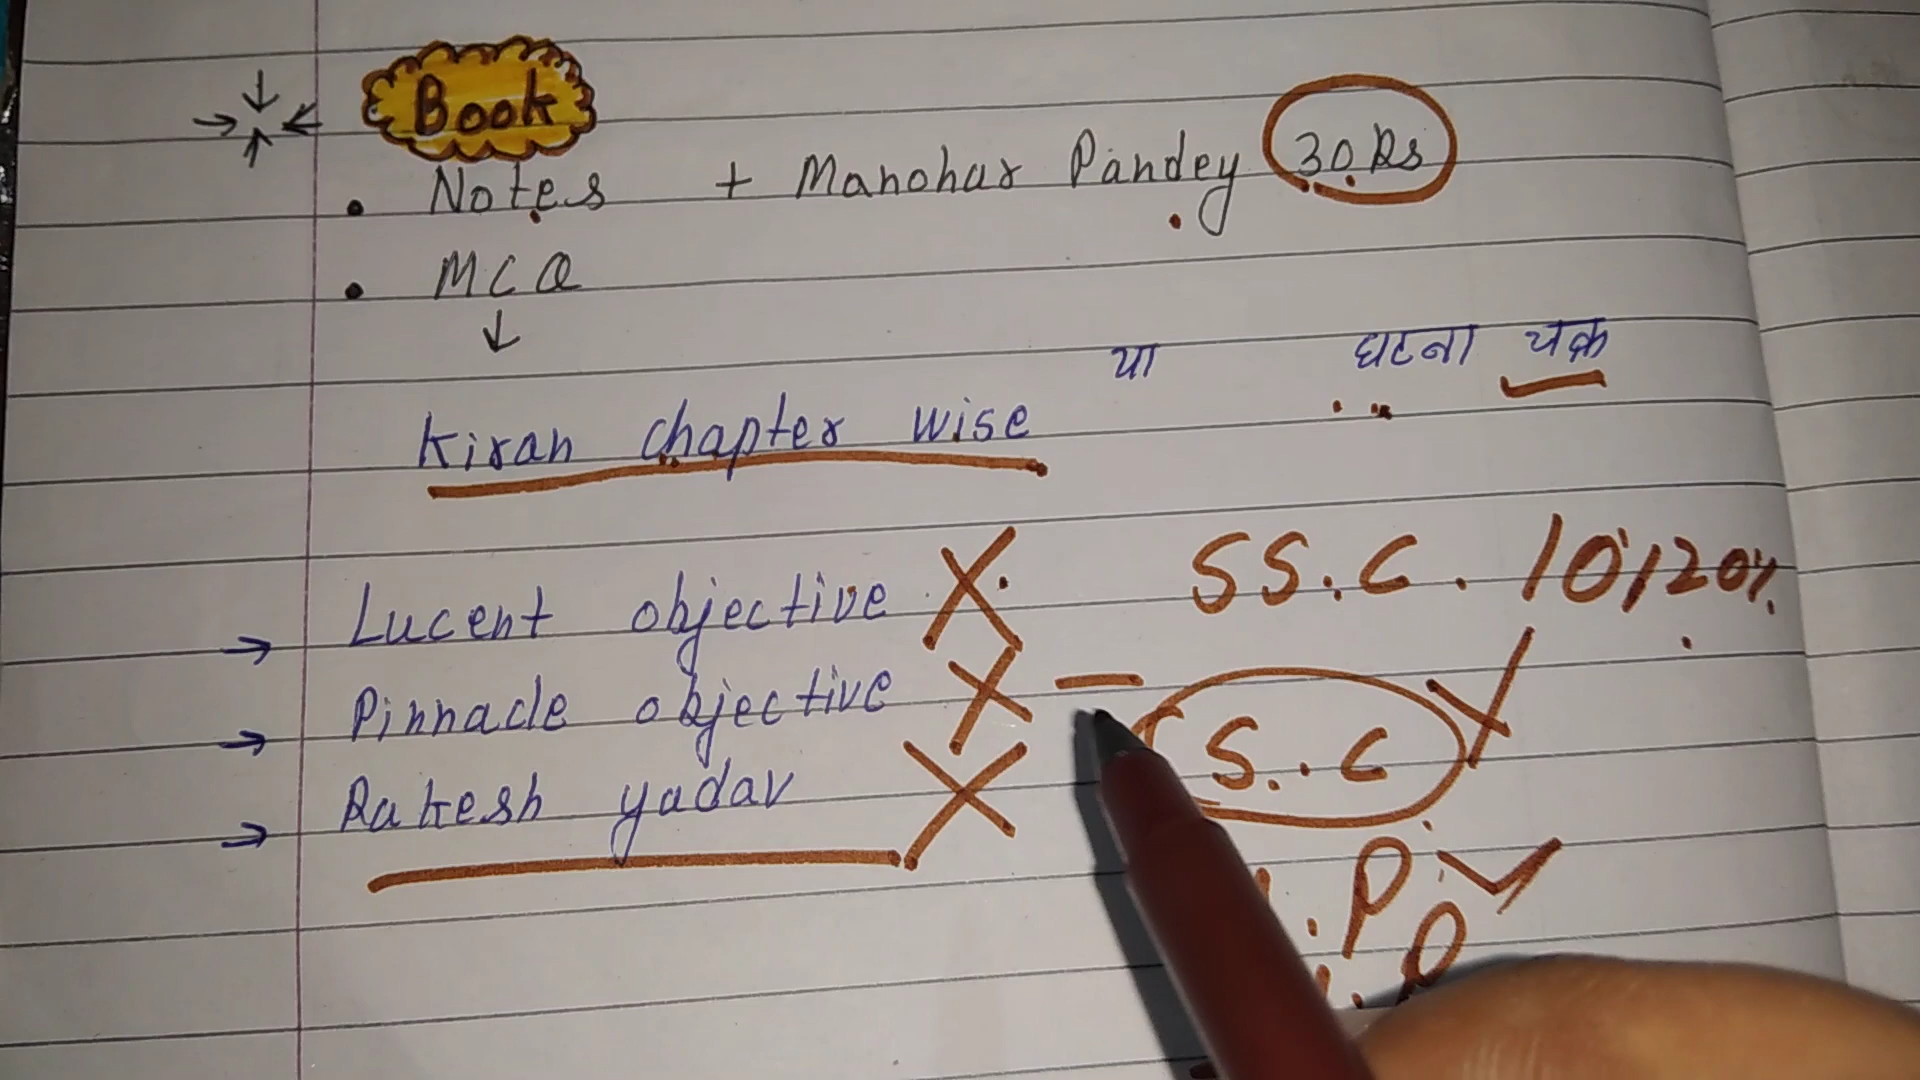 Book
• Notes + Manohar Pandey 30 Rs
• MCQ
↓
Kiran chapter wise या घटना चक्र
→ Lucent objective X S S . C . 10,20%.
→ Pinnacle objective X – S . . C X
→ Rakesh yadav X
. P
. P